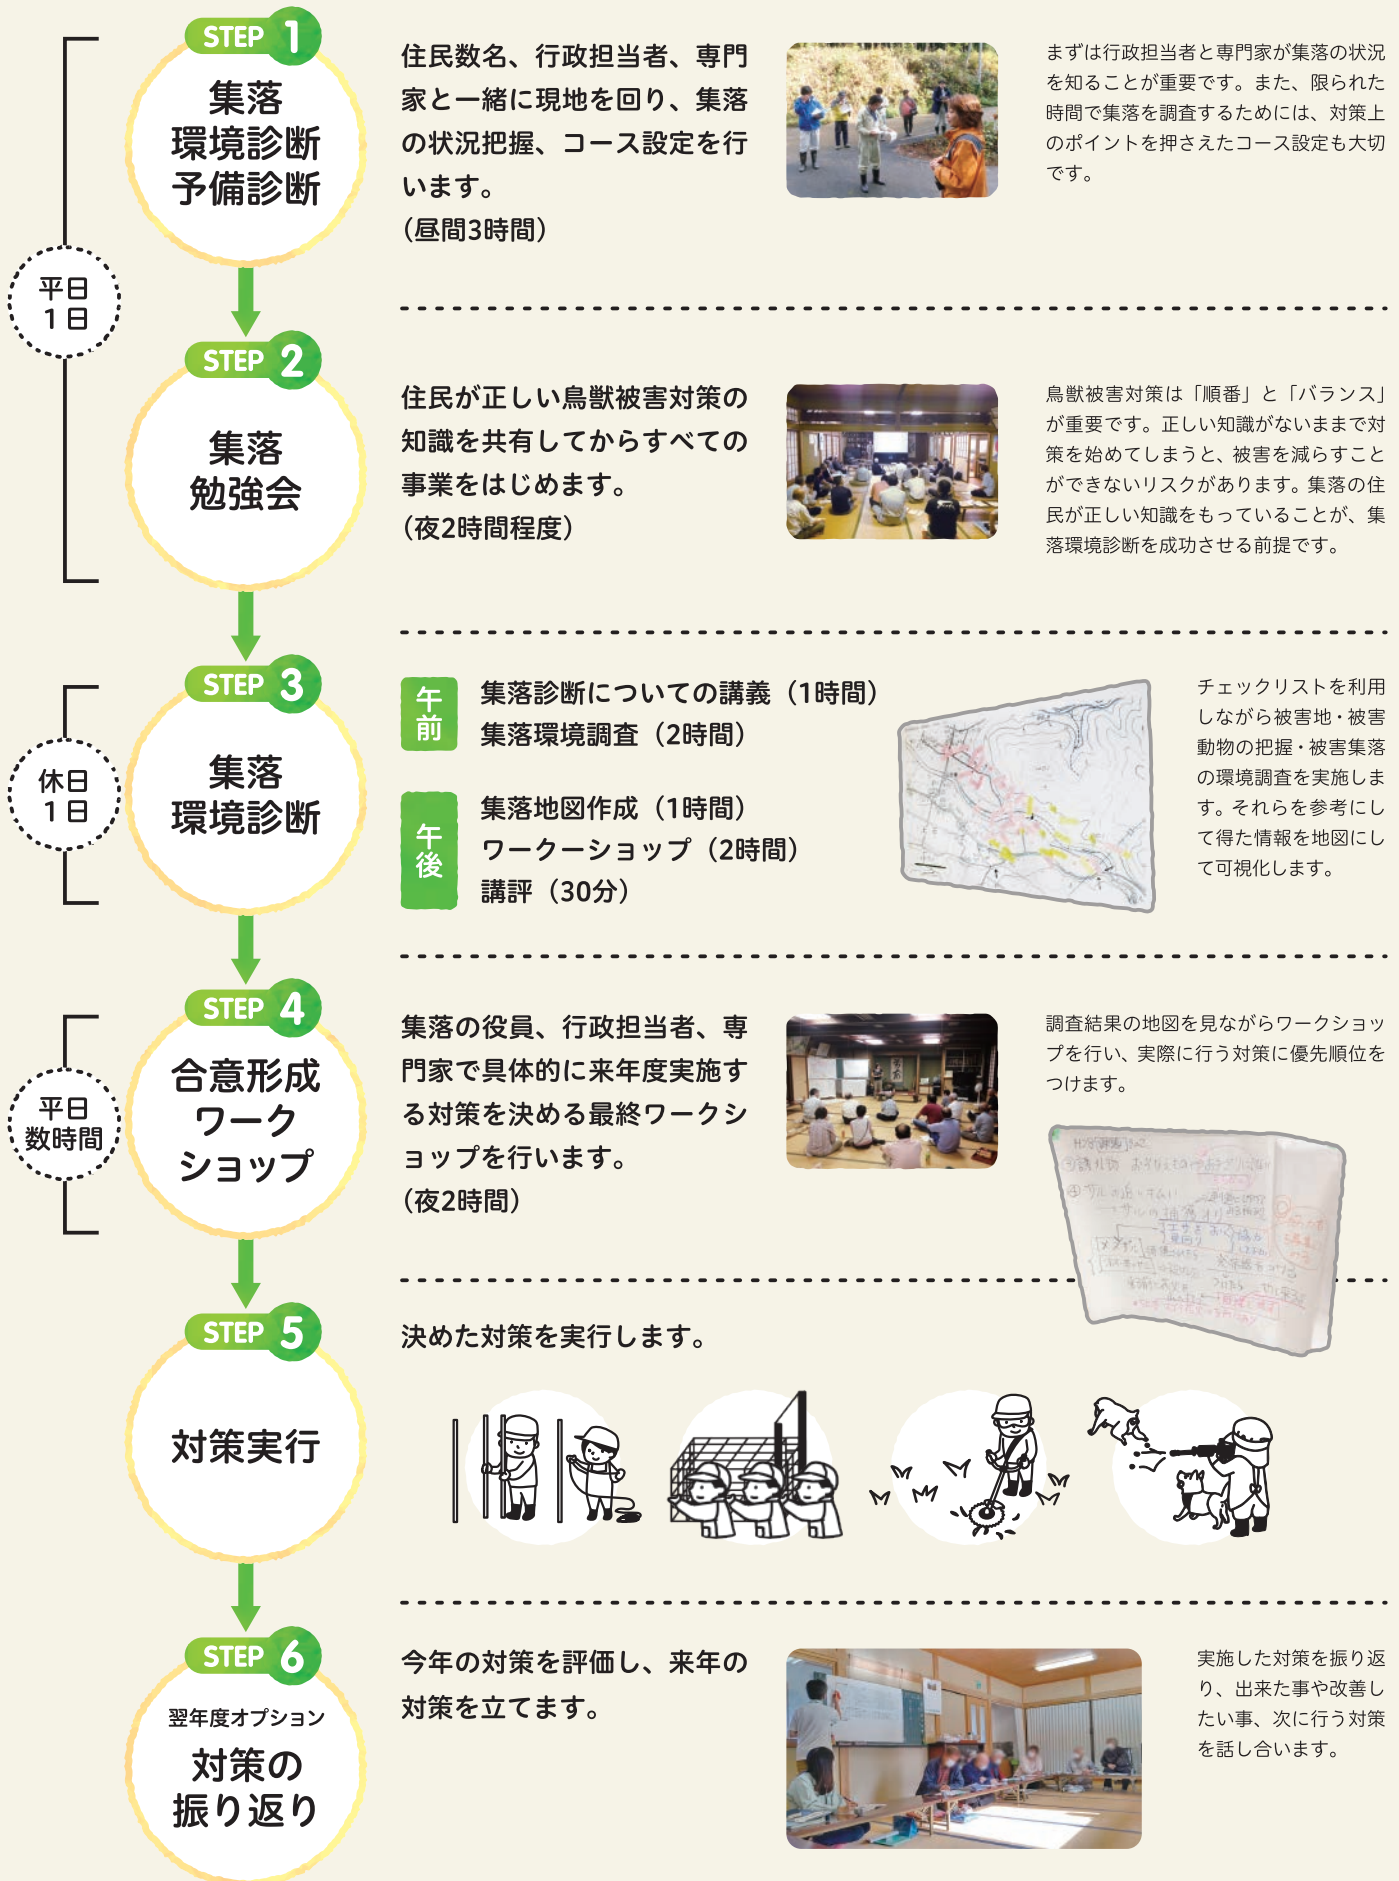 平日
1日
STEP 1
集落
環境診断
予備診断
住民数名、行政担当者、専門
家と一緒に現地を回り、集落
の状況把握、コース設定を行
います。
（昼間3時間）
まずは行政担当者と専門家が集落の状況
を知ることが重要です。また、限られた
時間で集落を調査するためには、対策上
のポイントを押さえたコース設定も大切
です。
STEP 2
集落
勉強会
住民が正しい鳥獣被害対策の
知識を共有してからすべての
事業をはじめます。
（夜2時間程度）
鳥獣被害対策は「順番」と「バランス」
が重要です。正しい知識がないままで対
策を始めてしまうと、被害を減らすこと
ができないリスクがあります。集落の住
民が正しい知識をもっていることが、集
落環境診断を成功させる前提です。
休日
1日
STEP 3
集落
環境診断
午前
集落診断についての講義（1時間）
集落環境調査（2時間）
午後
集落地図作成（1時間）
ワークーショップ（2時間）
講評（30分）
チェックリストを利用
しながら被害地・被害
動物の把握・被害集落
の環境調査を実施しま
す。それらを参考にし
て得た情報を地図にし
て可視化します。
平日
数時間
STEP 4
合意形成
ワーク
ショップ
集落の役員、行政担当者、専
門家で具体的に来年度実施す
る対策を決める最終ワークシ
ョップを行います。
（夜2時間）
調査結果の地図を見ながらワークショッ
プを行い、実際に行う対策に優先順位を
つけます。
STEP 5
対策実行
決めた対策を実行します。
STEP 6
翌年度オプション
対策の
振り返り
今年の対策を評価し、来年の
対策を立てます。
実施した対策を振り返
り、出来た事や改善し
たい事、次に行う対策
を話し合います。